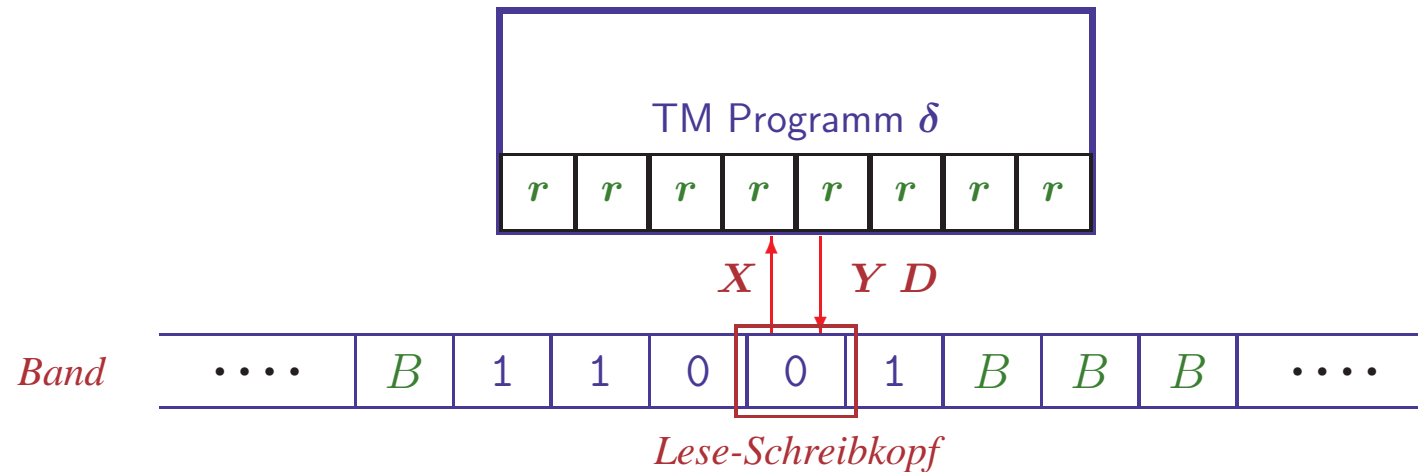 TM Programm δ
r r r r r r r r
X Y D
Band .... B 1 1 0 0 1 B B B ....
Lese-Schreibkopf